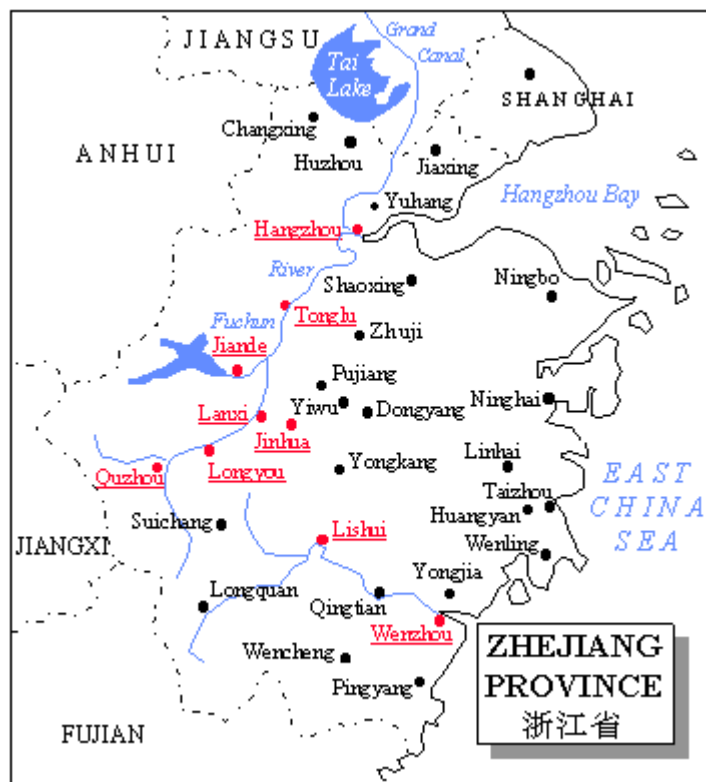 JIANGSU
Grand
Canal
Tai
Lake
SHANGHAI
Changxing
ANHUI
Huzhou
Jiaxing
Yuhang
Hangzhou Bay
Hangzhou
River
Shaoxing
Ningbo
Fuchun
Tonglu
Zhuji
Jiande
Pujiang
Lanxi
Yiwu
Dongyang
Ninghai
Jinhua
Quzhou
Longyou
Yongkang
Linhai
EAST
CHINA
SEA
Taizhou
Huangyan
Suichang
Lishui
JIANGXI
Wenling
Longquan
Qingtian
Yongjia
Wenzhou
Wencheng
Pingyang
FUJIAN
ZHEJIANG
PROVINCE
浙江省